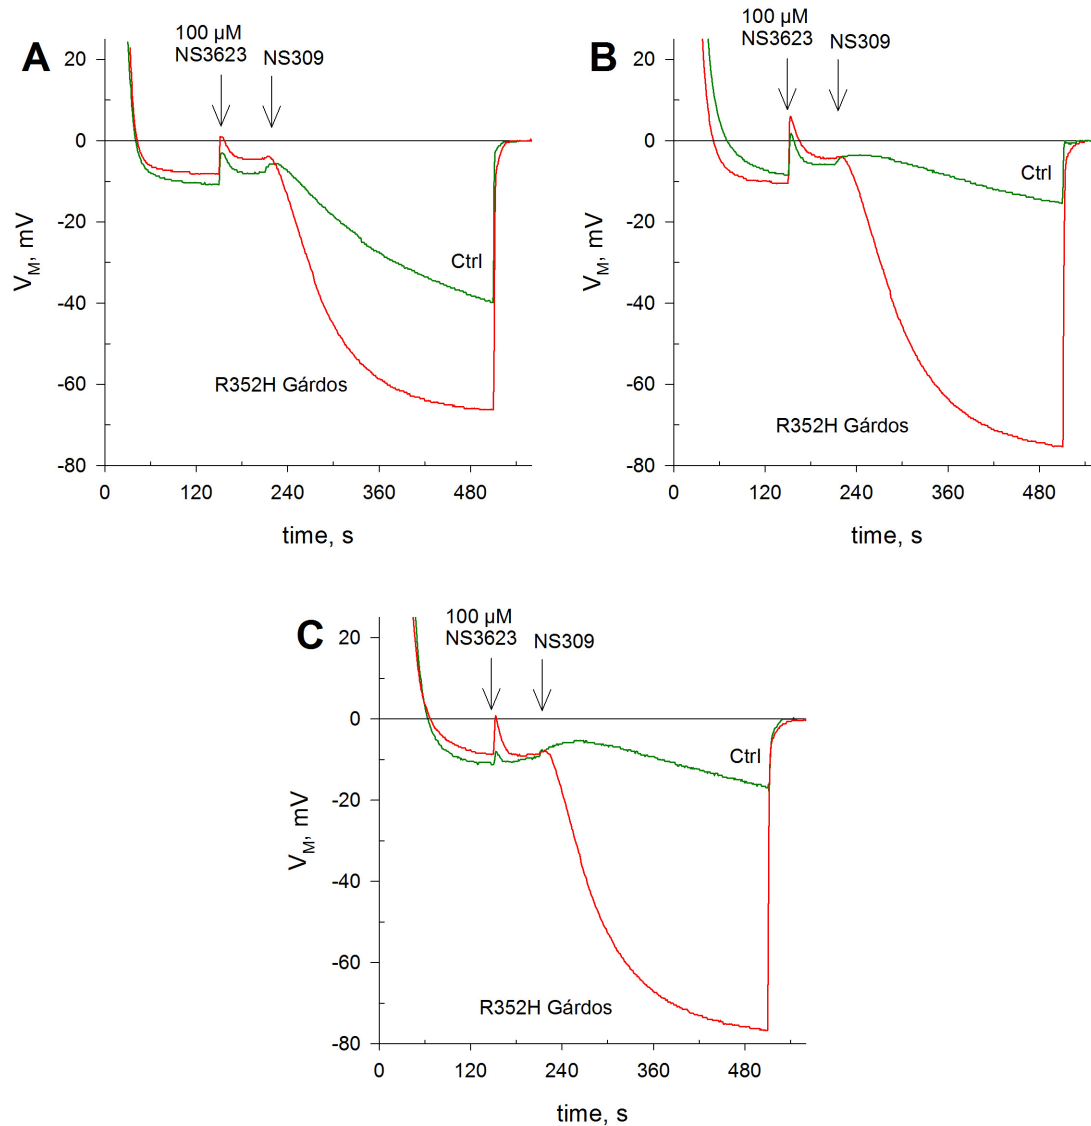 A
100 µM
NS3623
NS309
20
0
-20
-40
-60
-80
V_M, mV
Ctrl
R352H Gárdos
0
120
240
360
480
time, s
B
100 µM
NS3623
NS309
20
0
-20
-40
-60
-80
V_M, mV
Ctrl
R352H Gárdos
0
120
240
360
480
time, s
C
100 µM
NS3623
NS309
20
0
-20
-40
-60
-80
V_M, mV
Ctrl
R352H Gárdos
0
120
240
360
480
time, s